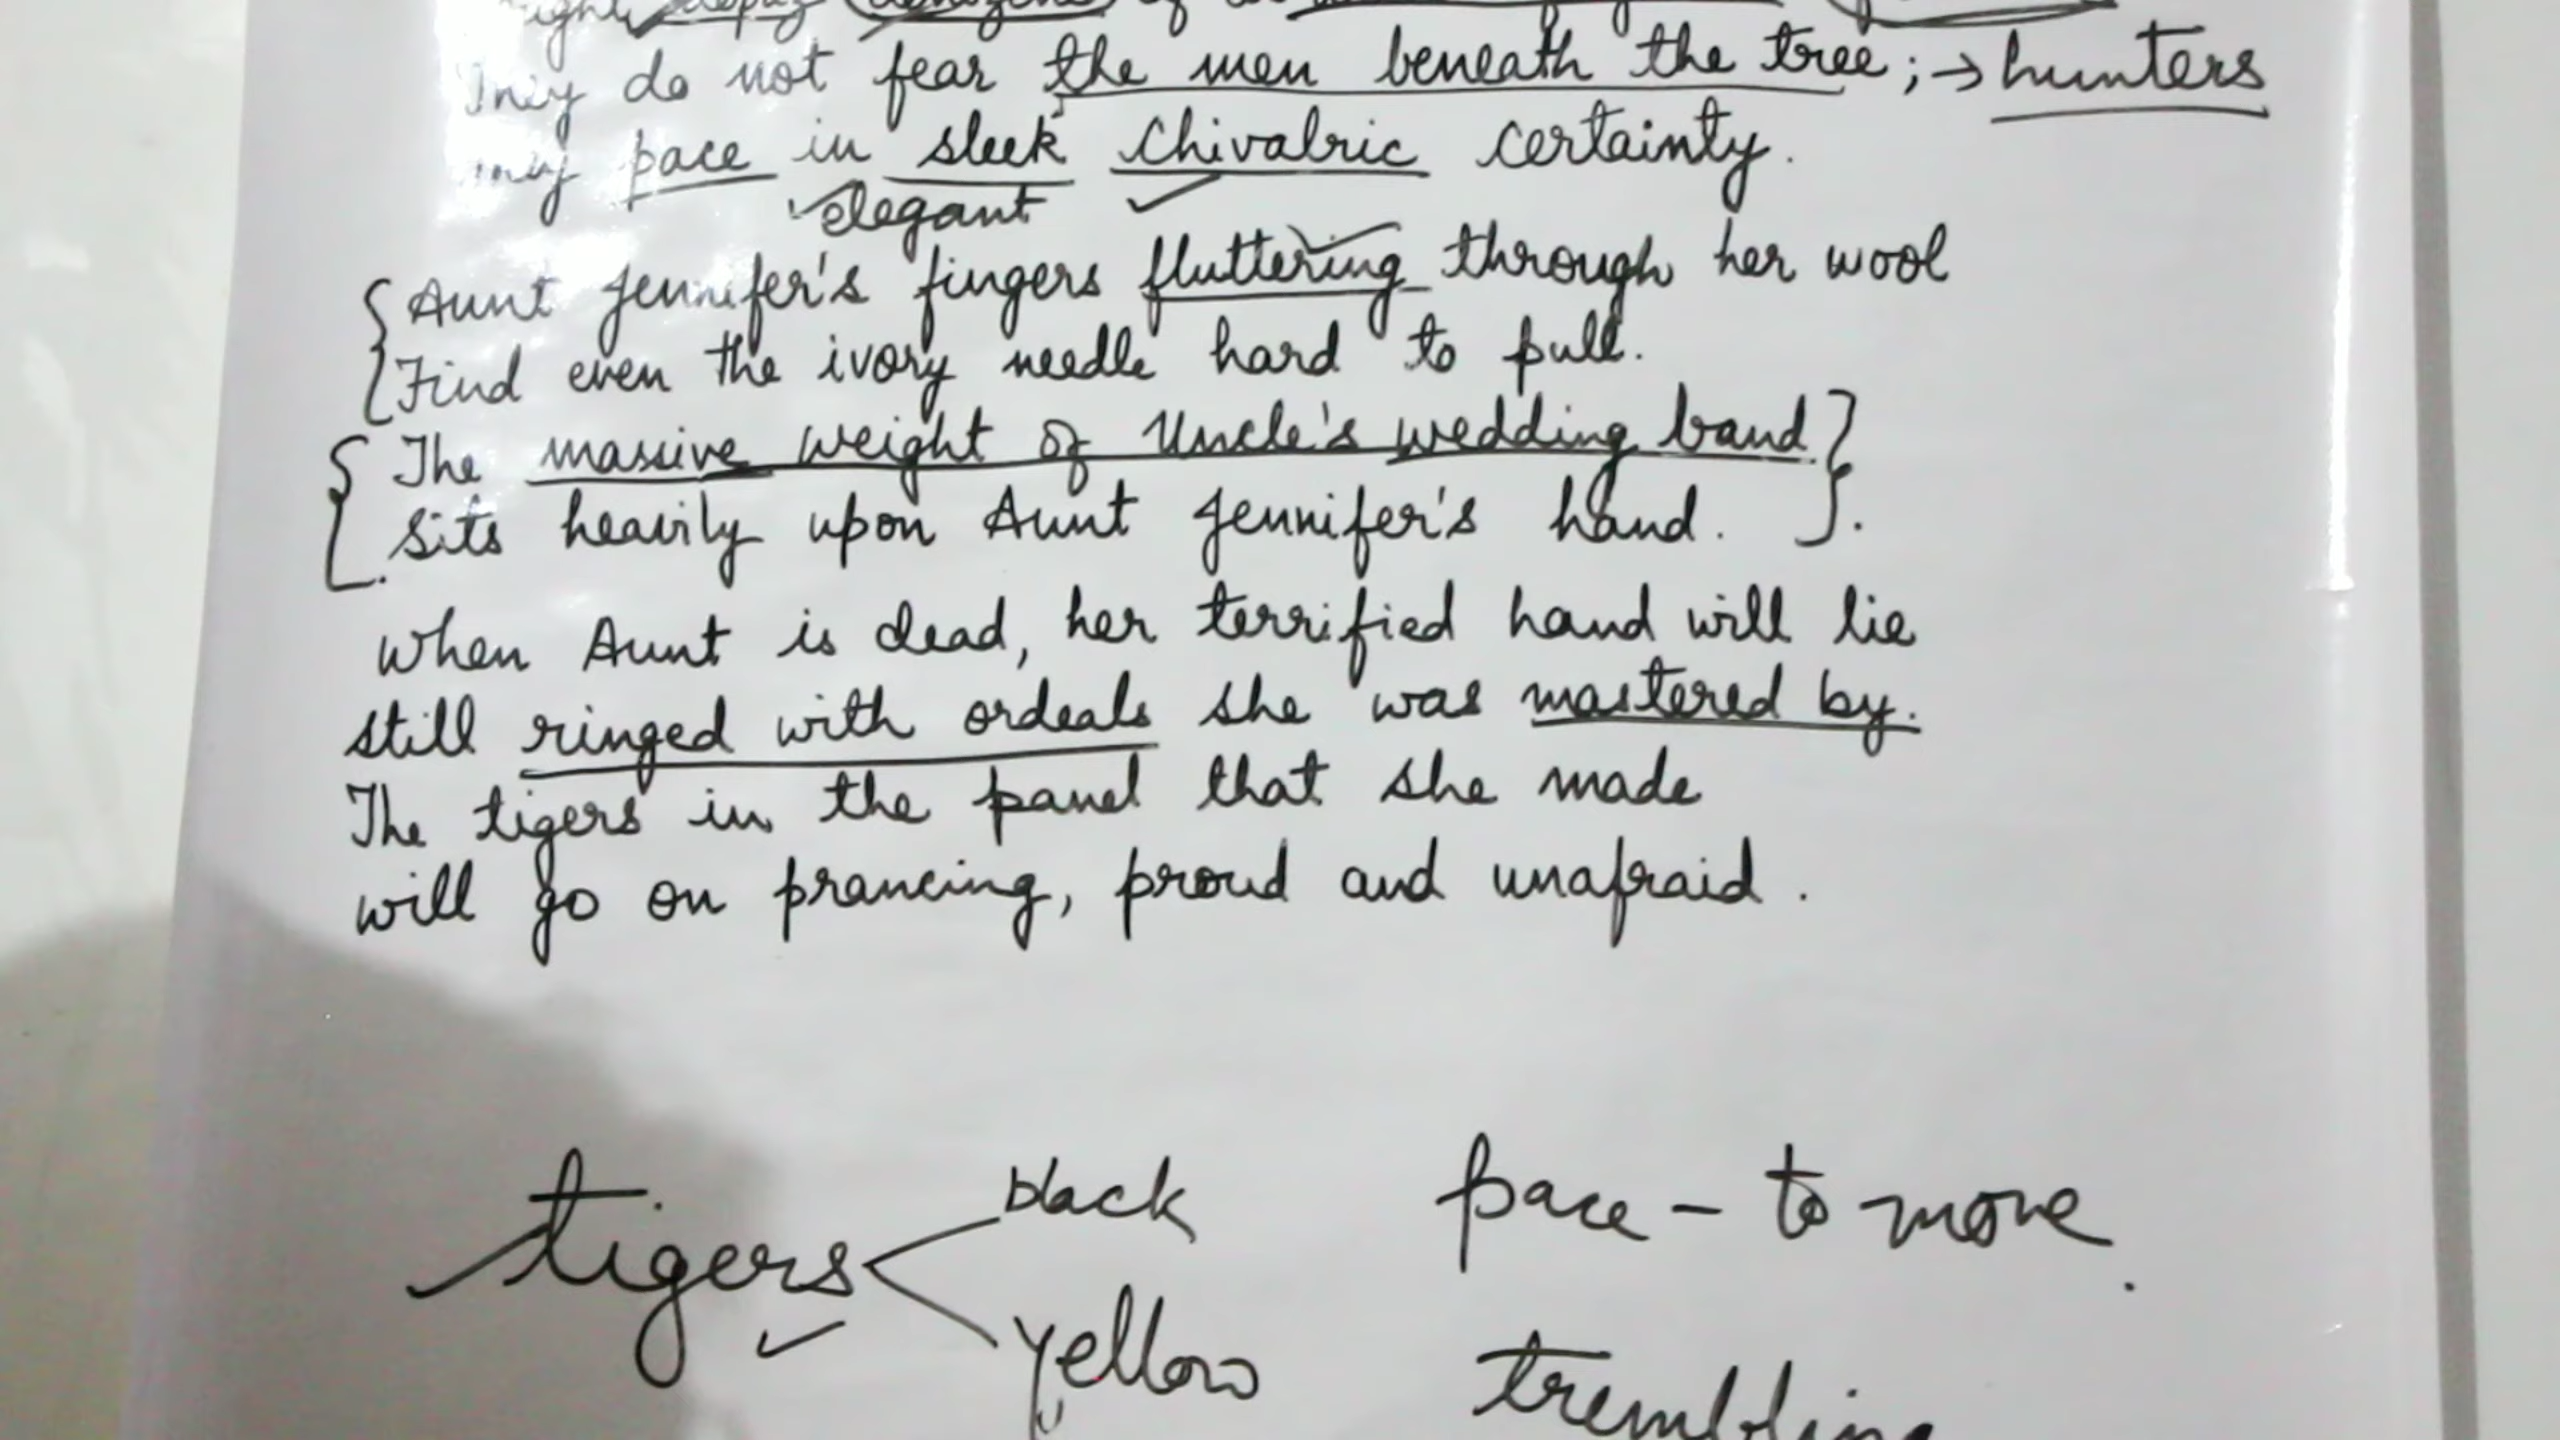 They do not fear the men beneath the tree; → hunters
They pace in sleek chivalric certainty.
elegant
Aunt Jennifer's fingers fluttering through her wool
Find even the ivory needle hard to pull.
The massive weight of Uncle's wedding band
Sits heavily upon Aunt Jennifer's hand.
When Aunt is dead, her terrified hand will lie
still ringed with ordeals she was mastered by.
The tigers in the panel that she made
will go on prancing, proud and unafraid.
tigers black
yellow
pace - to move.
trembling